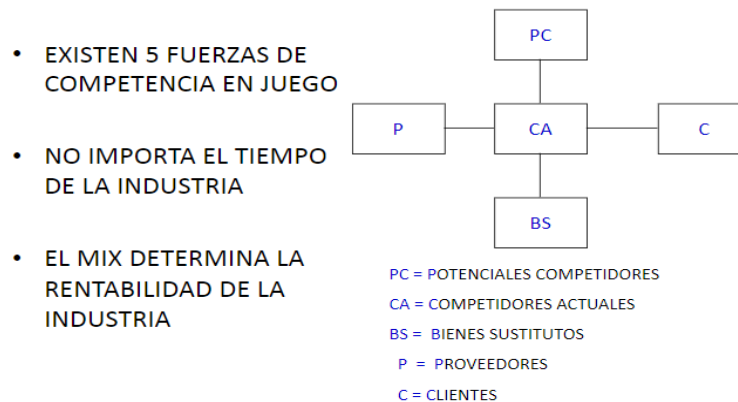 • EXISTEN 5 FUERZAS DE
COMPETENCIA EN JUEGO
• NO IMPORTA EL TIEMPO
DE LA INDUSTRIA
• EL MIX DETERMINA LA
RENTABILIDAD DE LA
INDUSTRIA
PC
P
CA
C
BS
PC = POTENCIALES COMPETIDORES
CA = COMPETIDORES ACTUALES
BS = BIENES SUSTITUTOS
P = PROVEEDORES
C = CLIENTES